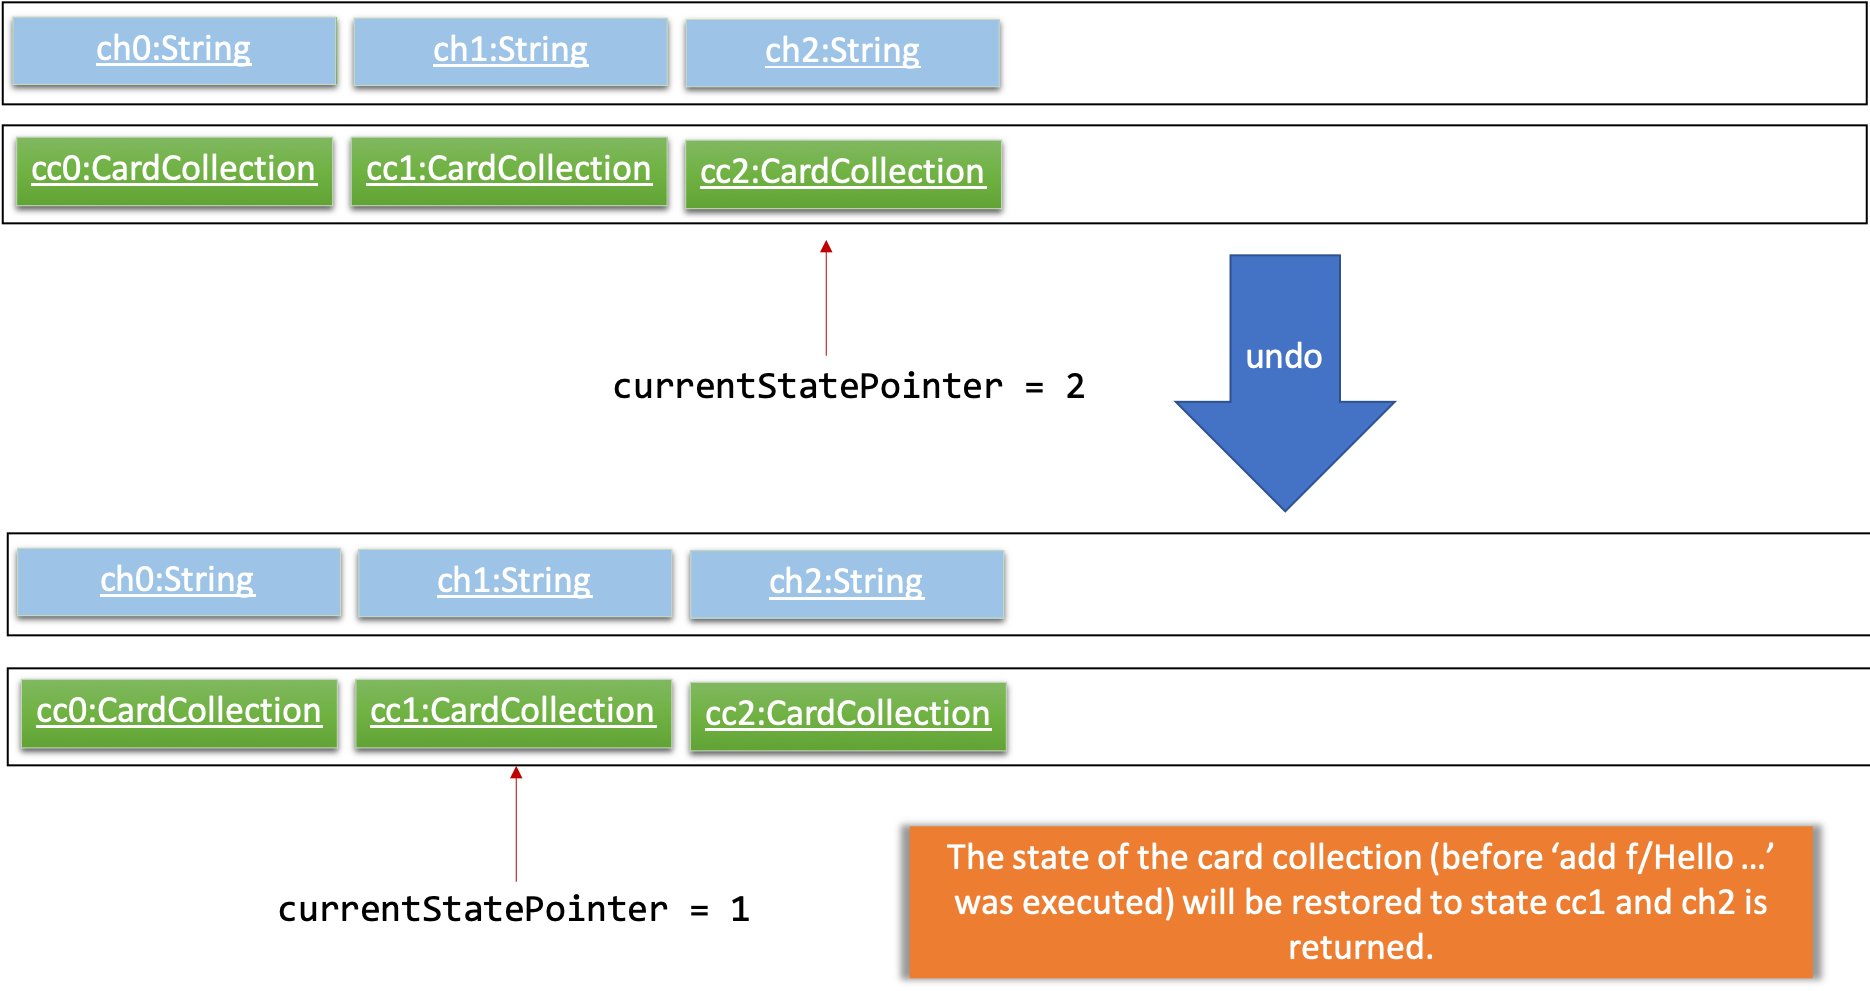 ch0:String
ch1:String
ch2:String
cc0:CardCollection
cc1:CardCollection
cc2:CardCollection
undo
currentStatePointer = 2
ch0:String
ch1:String
ch2:String
cc0:CardCollection
cc1:CardCollection
cc2:CardCollection
currentStatePointer = 1
The state of the card collection (before ‘add f/Hello …’
was executed) will be restored to state cc1 and ch2 is
returned.